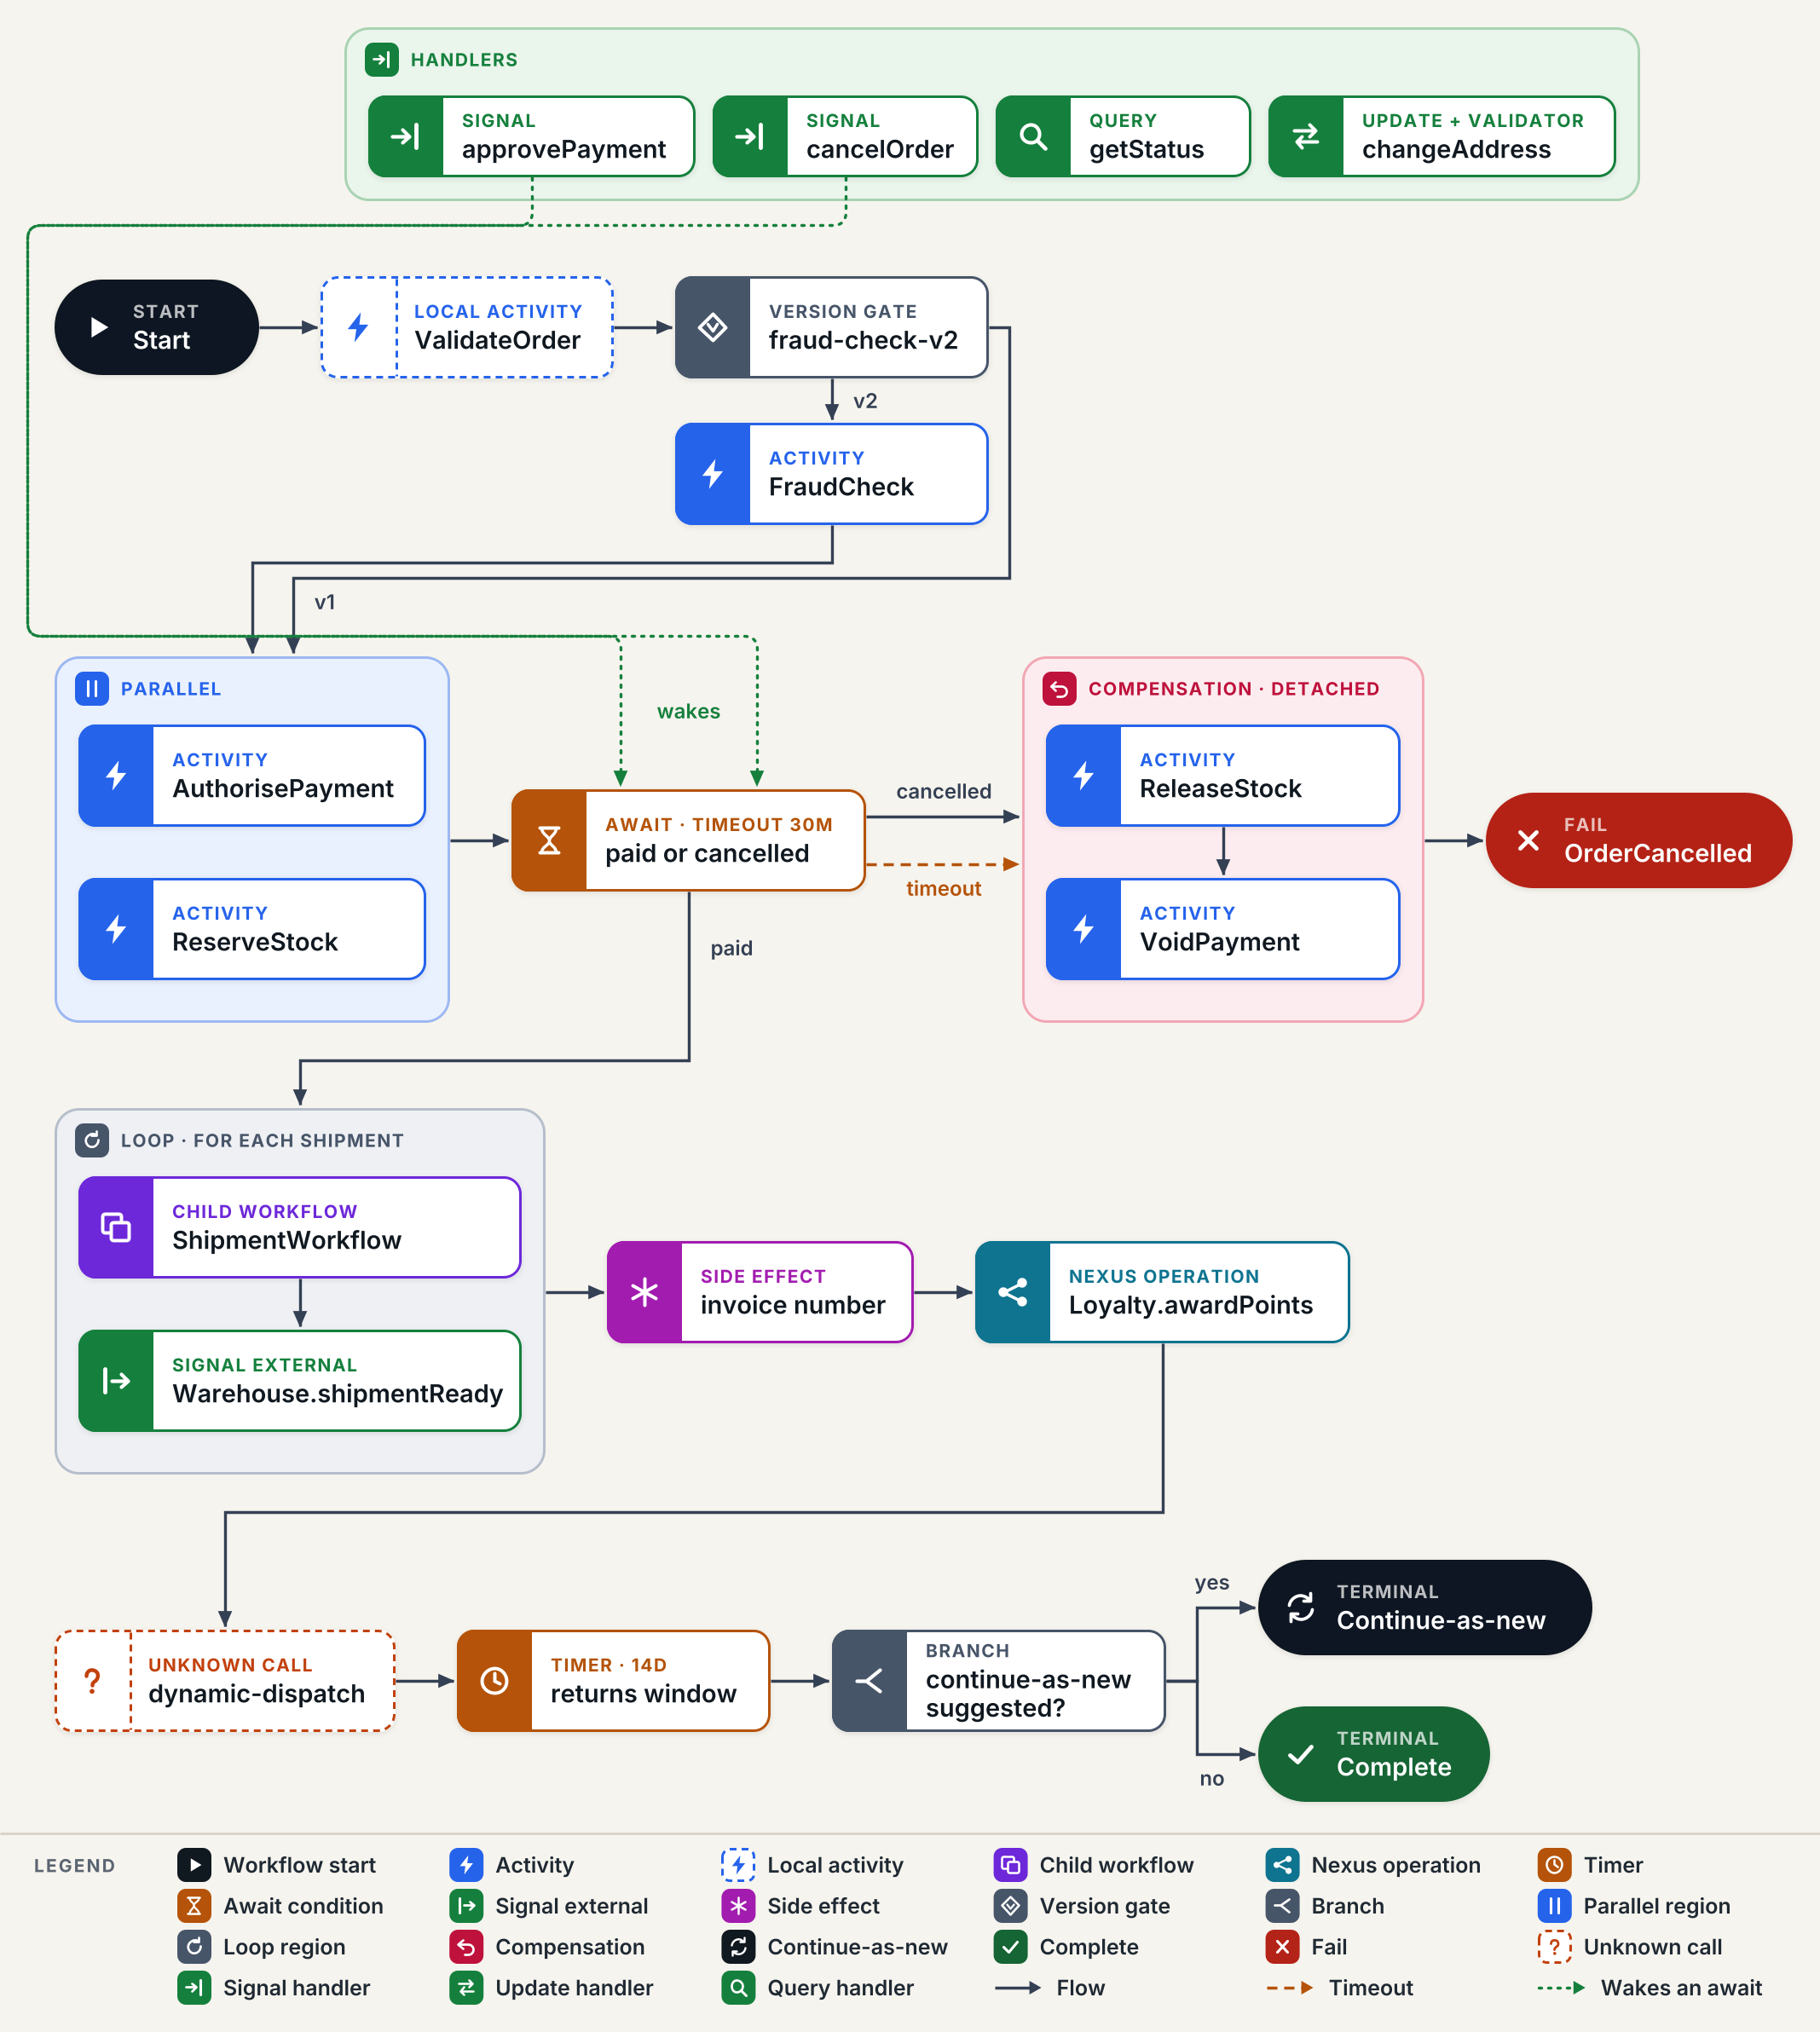 HANDLERS
SIGNAL
approvePayment
SIGNAL
cancelOrder
QUERY
getStatus
UPDATE + VALIDATOR
changeAddress
START
Start
LOCAL ACTIVITY
ValidateOrder
VERSION GATE
fraud-check-v2
v2
ACTIVITY
FraudCheck
v1
PARALLEL
ACTIVITY
AuthorisePayment
ACTIVITY
ReserveStock
wakes
AWAIT · TIMEOUT 30M
paid or cancelled
cancelled
timeout
paid
COMPENSATION · DETACHED
ACTIVITY
ReleaseStock
ACTIVITY
VoidPayment
FAIL
OrderCancelled
LOOP · FOR EACH SHIPMENT
CHILD WORKFLOW
ShipmentWorkflow
SIGNAL EXTERNAL
Warehouse.shipmentReady
SIDE EFFECT
invoice number
NEXUS OPERATION
Loyalty.awardPoints
?
UNKNOWN CALL
dynamic-dispatch
TIMER · 14D
returns window
BRANCH
continue-as-new
suggested?
yes
TERMINAL
Continue-as-new
no
TERMINAL
Complete
LEGEND
Workflow start
Activity
Local activity
Child workflow
Nexus operation
Timer
Await condition
Signal external
Side effect
Version gate
Branch
Parallel region
Loop region
Compensation
Continue-as-new
Complete
Fail
? Unknown call
Signal handler
Update handler
Query handler
Flow
Timeout
Wakes an await